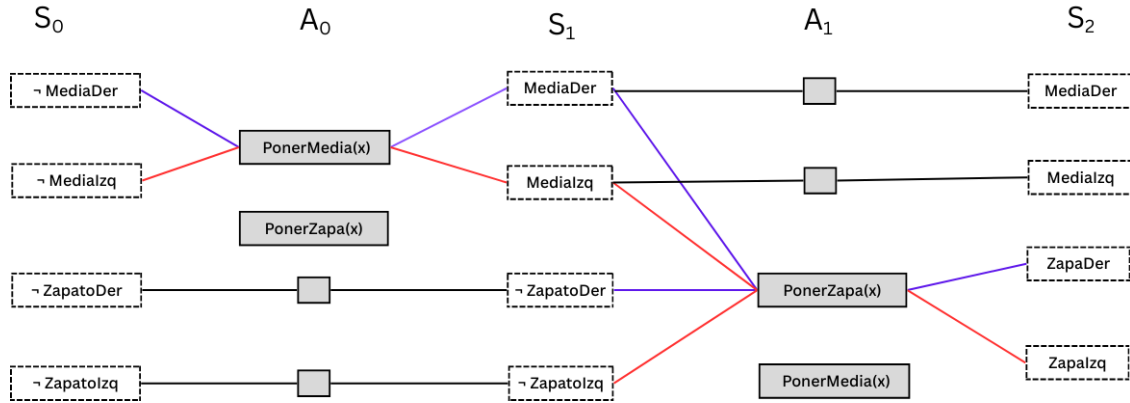 S₀ A₀ S₁ A₁ S₂
¬ MediaDer
MediaDer
MediaDer
PonerMedia(x)
¬ MediaIzq
MediaIzq
MediaIzq
PonerZapa(x)
ZapaDer
¬ ZapatoDer
¬ ZapatoDer
PonerZapa(x)
ZapaIzq
¬ ZapatoIzq
¬ ZapatoIzq
PonerMedia(x)